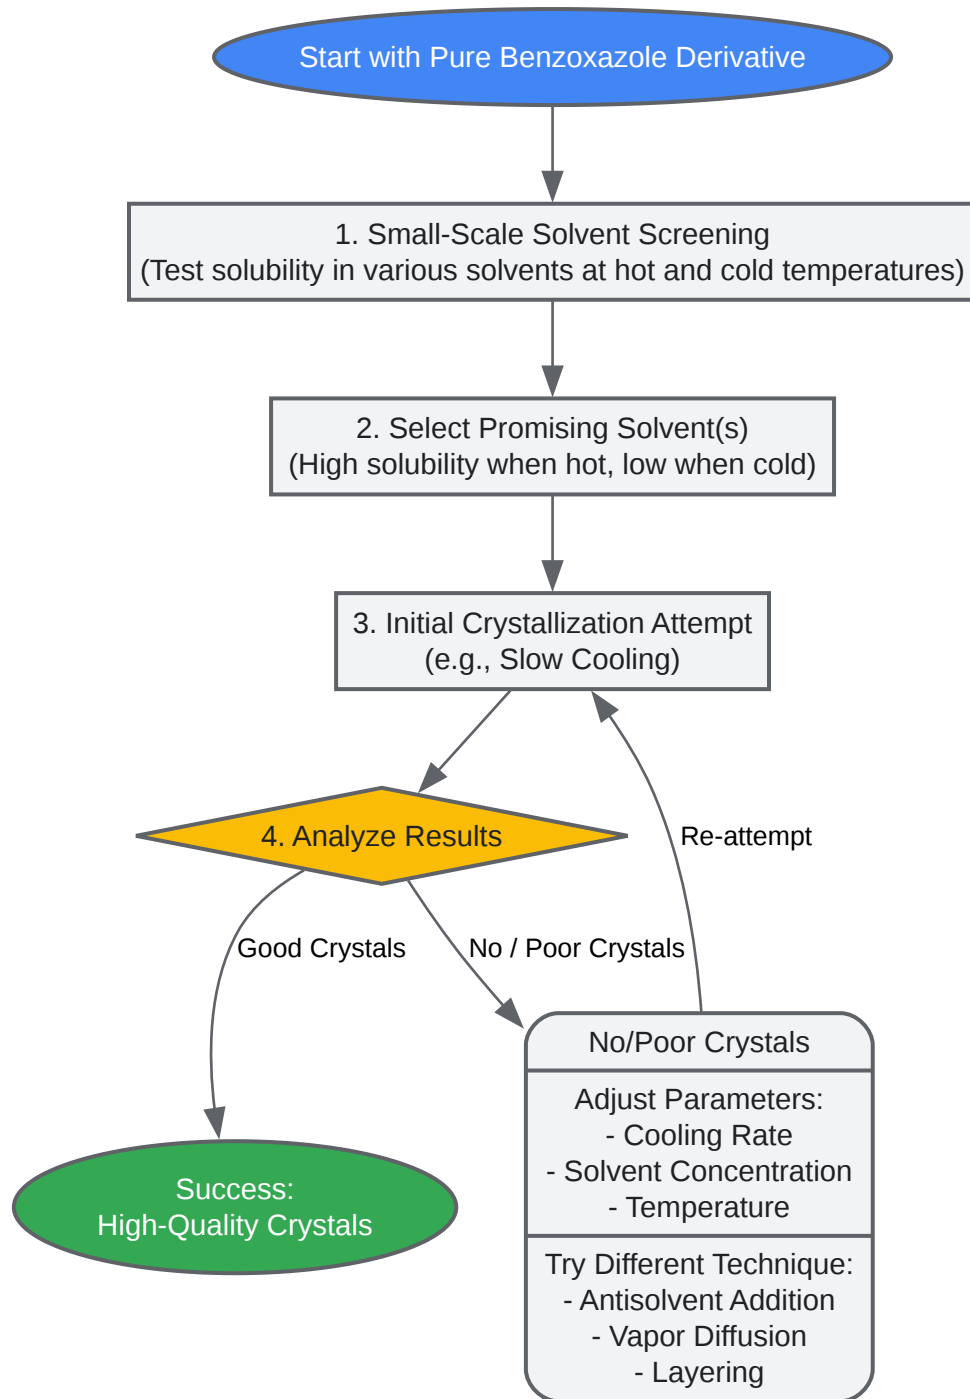 Start with Pure Benzoxazole Derivative
1. Small-Scale Solvent Screening
(Test solubility in various solvents at hot and cold temperatures)
2. Select Promising Solvent(s)
(High solubility when hot, low when cold)
3. Initial Crystallization Attempt
(e.g., Slow Cooling)
4. Analyze Results
Re-attempt
Good Crystals
No / Poor Crystals
No/Poor Crystals
Adjust Parameters:
- Cooling Rate
- Solvent Concentration
- Temperature
Success:
High-Quality Crystals
Try Different Technique:
- Antisolvent Addition
- Vapor Diffusion
- Layering